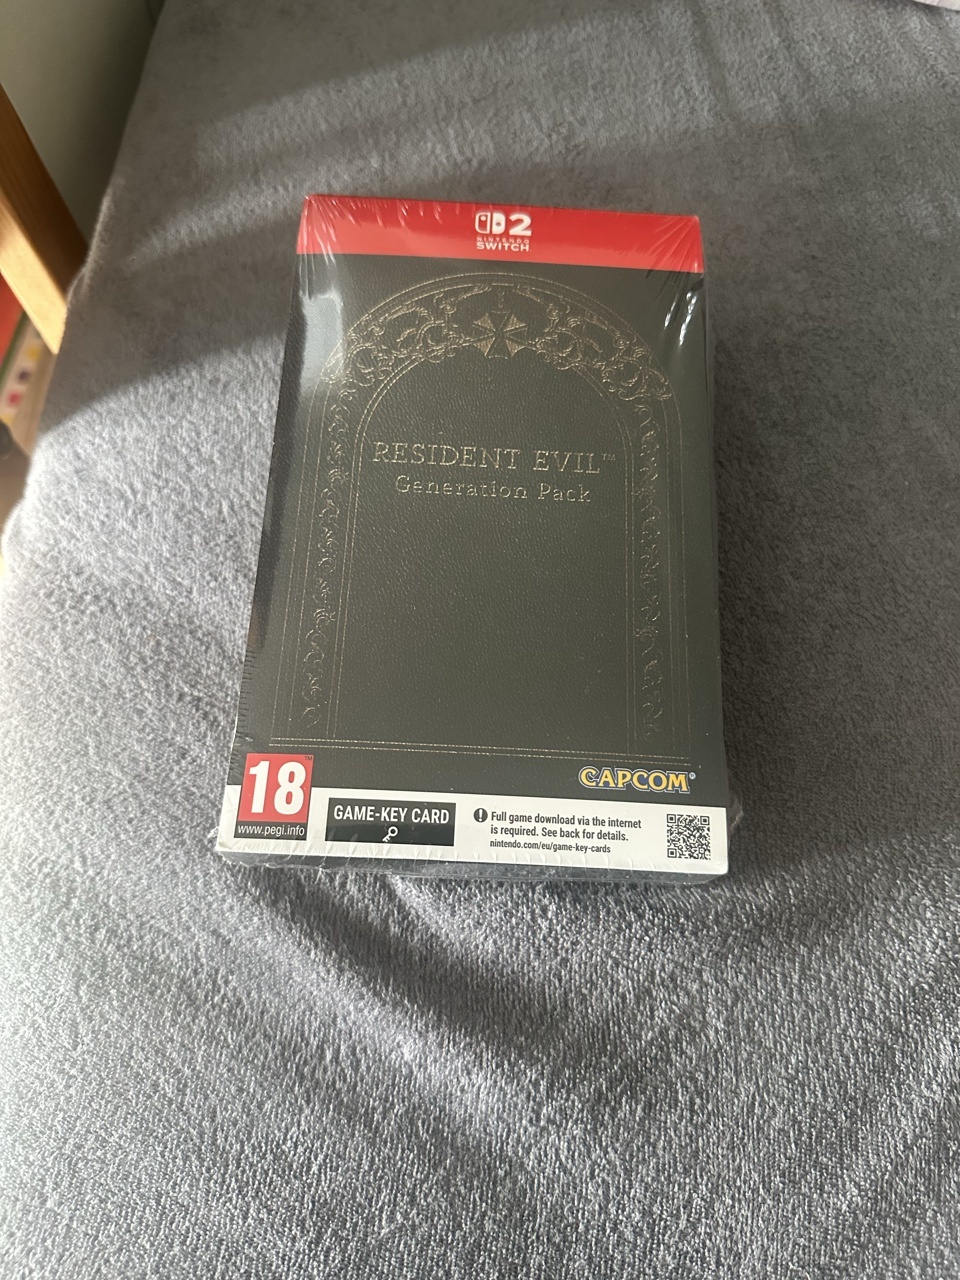 2
NINTENDO
SWITCH
RESIDENT EVIL™
Generation Pack
CAPCOM®
18™
www.pegi.info
GAME-KEY CARD
! Full game download via the internet
is required. See back for details.
nintendo.com/eu/game-key-cards